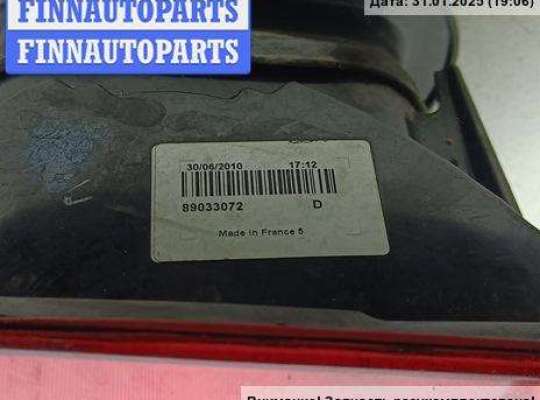 FINNAUTOPARTS
FINNAUTOPARTS
Дата: 31.01.2025 (19:06)
30/06/2010 17:12
89033072 D
Made in France 5
Внимание! Запчасть разукомплектована!